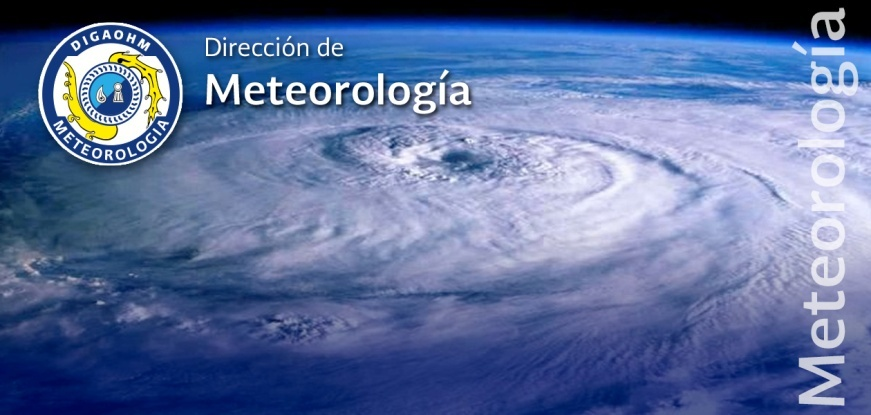 DIGAOHM
METEOROLOGIA
Dirección de
Meteorología
Meteorología